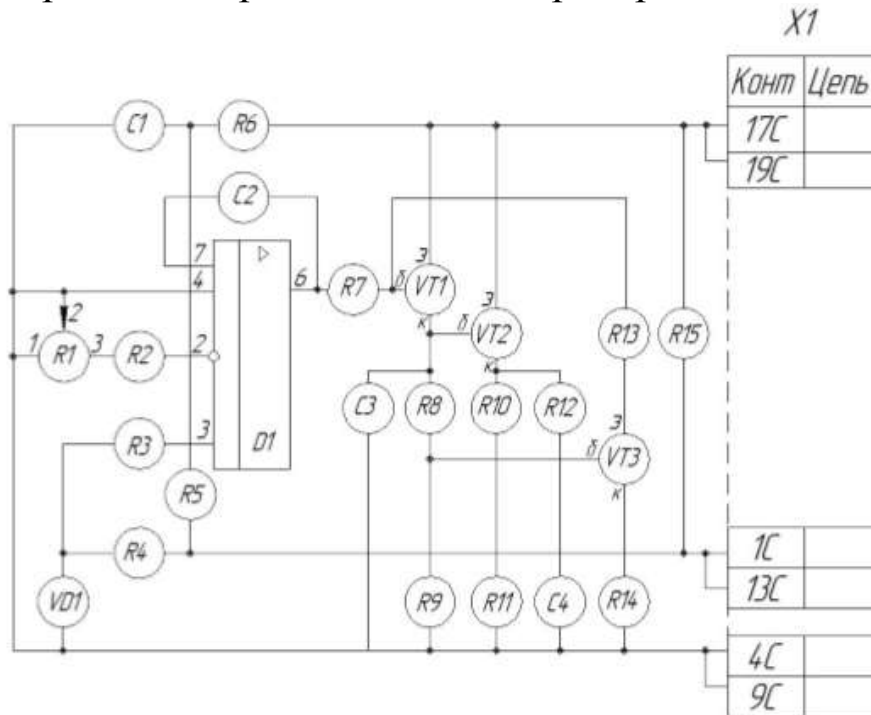 X1
Конт Цепь
17С
19С
С1
R6
С2
7
4
2
1
R1
3
R2
2
R3
3
D1
6
R7
б
э
VT1
к
б
э
VT2
к
R13
R15
С3
R8
R10
R12
э
б
VT3
к
R5
R4
VD1
R9
R11
С4
R14
1С
13С
4С
9С